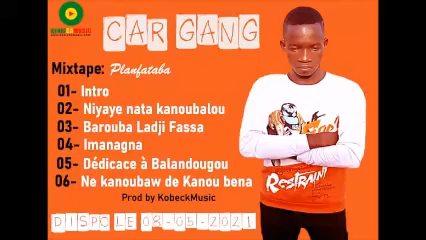 CAR GANG
Mixtape: Planfataba
01- Intro
02- Niyaye nata kanoubalou
03- Barouba Ladji Fassa
04- Imanagna
05- Dédicace à Balandougou
06- Ne kanoubaw de Kanou bena
Prod by KobeckMusic
DISPO LE 08-05-2021
RESTRAINT